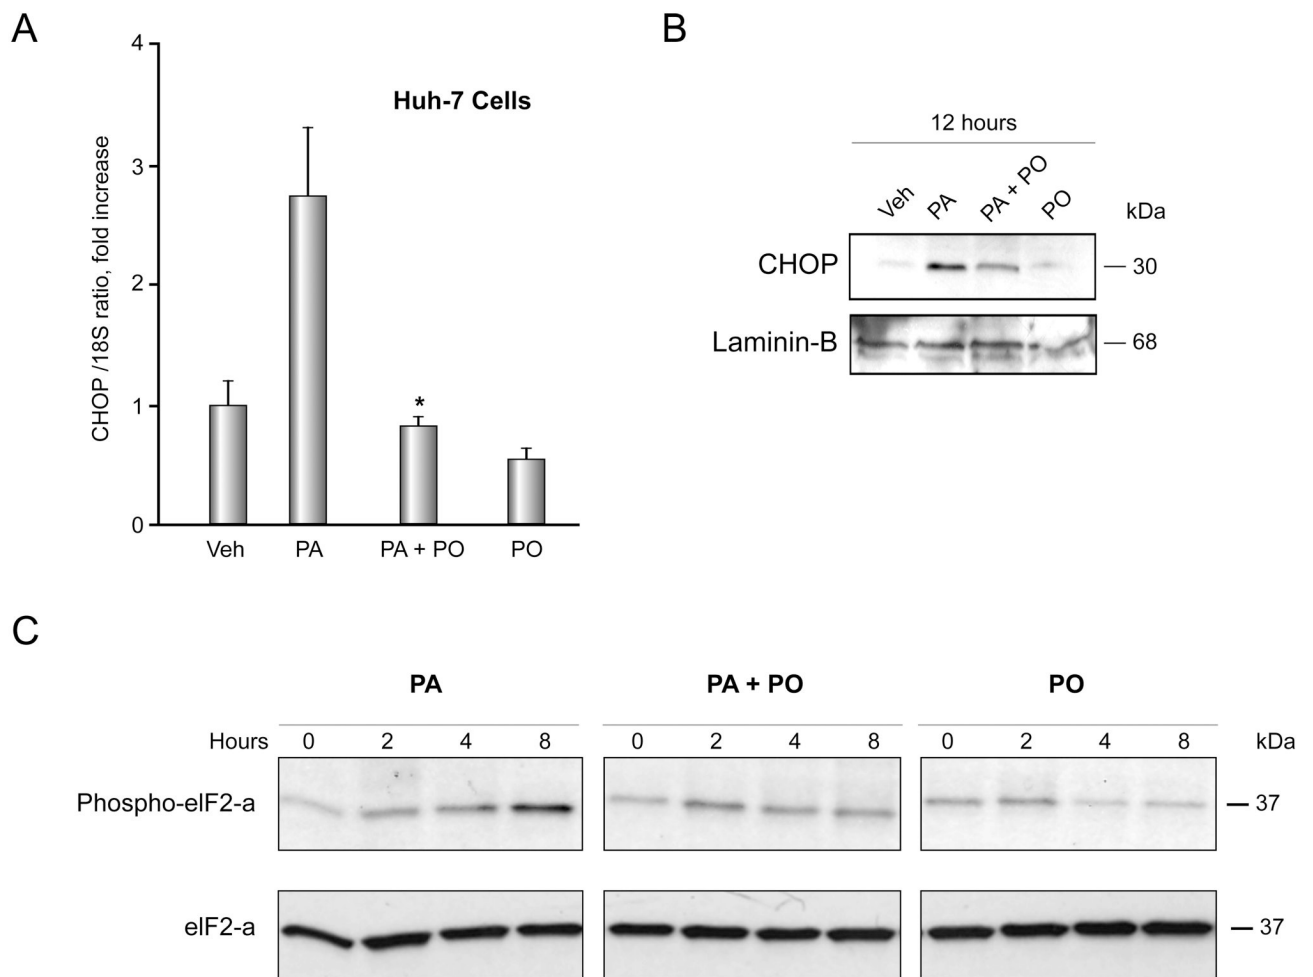 A
4
3
2
1
0
CHOP /18S ratio, fold increase
Huh-7 Cells
*
Veh PA PA + PO PO
B
12 hours
Veh PA PA + PO PO kDa
CHOP 30
Laminin-B 68
C
PA PA + PO PO
Hours 0 2 4 8 0 2 4 8 0 2 4 8 kDa
Phospho-eIF2-a 37
eIF2-a 37